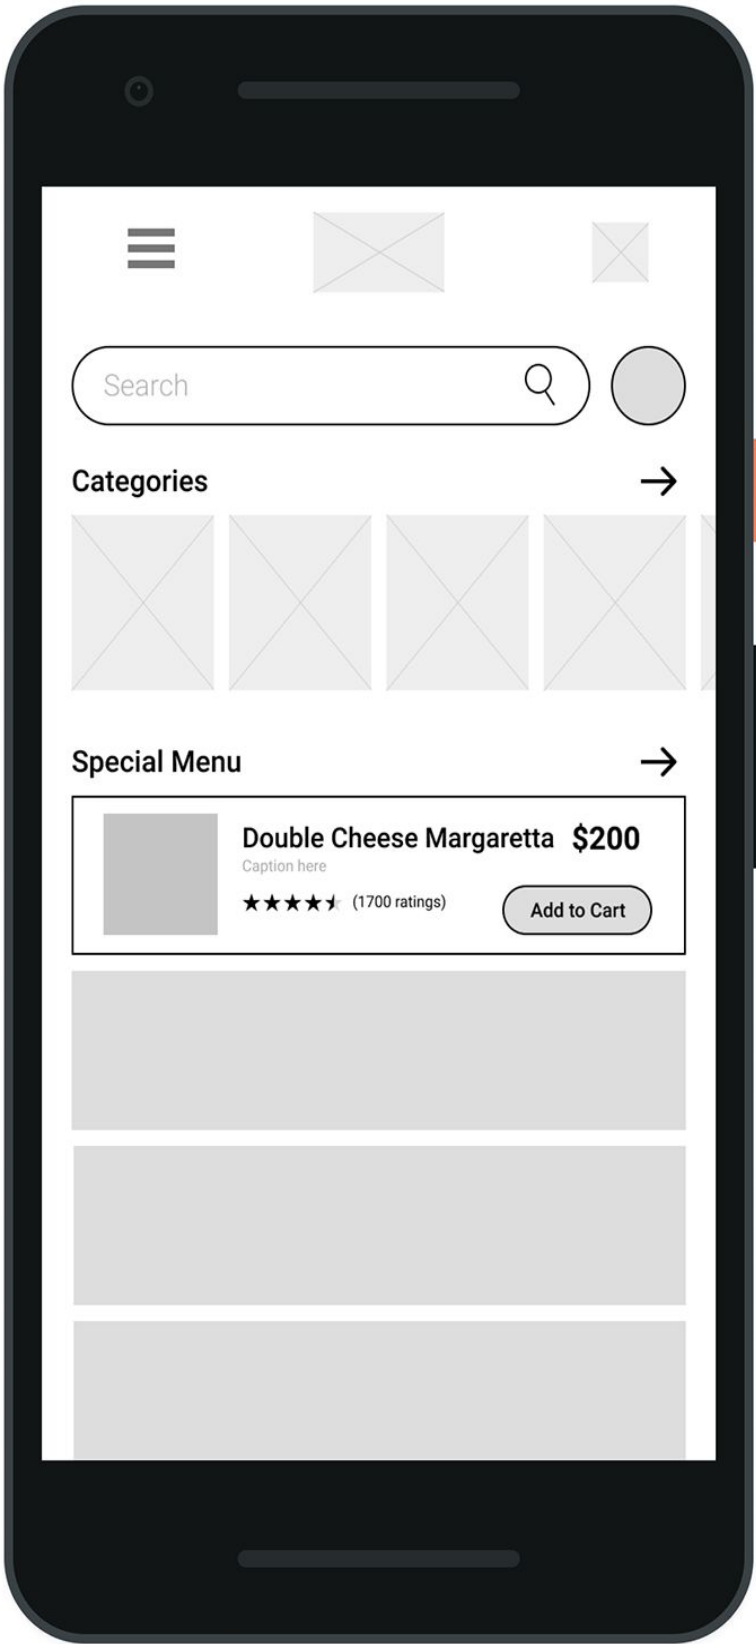 Search
Categories
Special Menu
Double Cheese Margaretta $200
Caption here
(1700 ratings)
Add to Cart